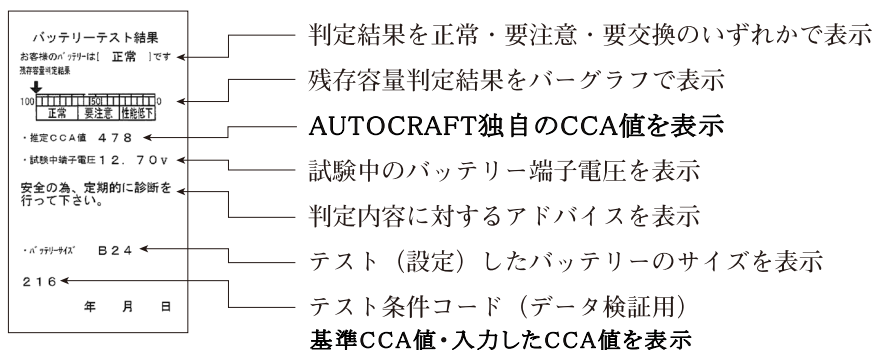 バッテリーテスト結果
お客様のバッテリーは[ 正常 ]です
残存容量判定結果
100 50 0
正常 要注意 性能低下
・推定CCA値 478
・試験中端子電圧12.70v
安全の為、定期的に診断を
行って下さい。
・バッテリーサイズ B24
216
年 月 日
判定結果を正常・要注意・要交換のいずれかで表示
残存容量判定結果をバーグラフで表示
AUTOCRAFT独自のCCA値を表示
試験中のバッテリー端子電圧を表示
判定内容に対するアドバイスを表示
テスト（設定）したバッテリーのサイズを表示
テスト条件コード（データ検証用）
基準CCA値・入力したCCA値を表示